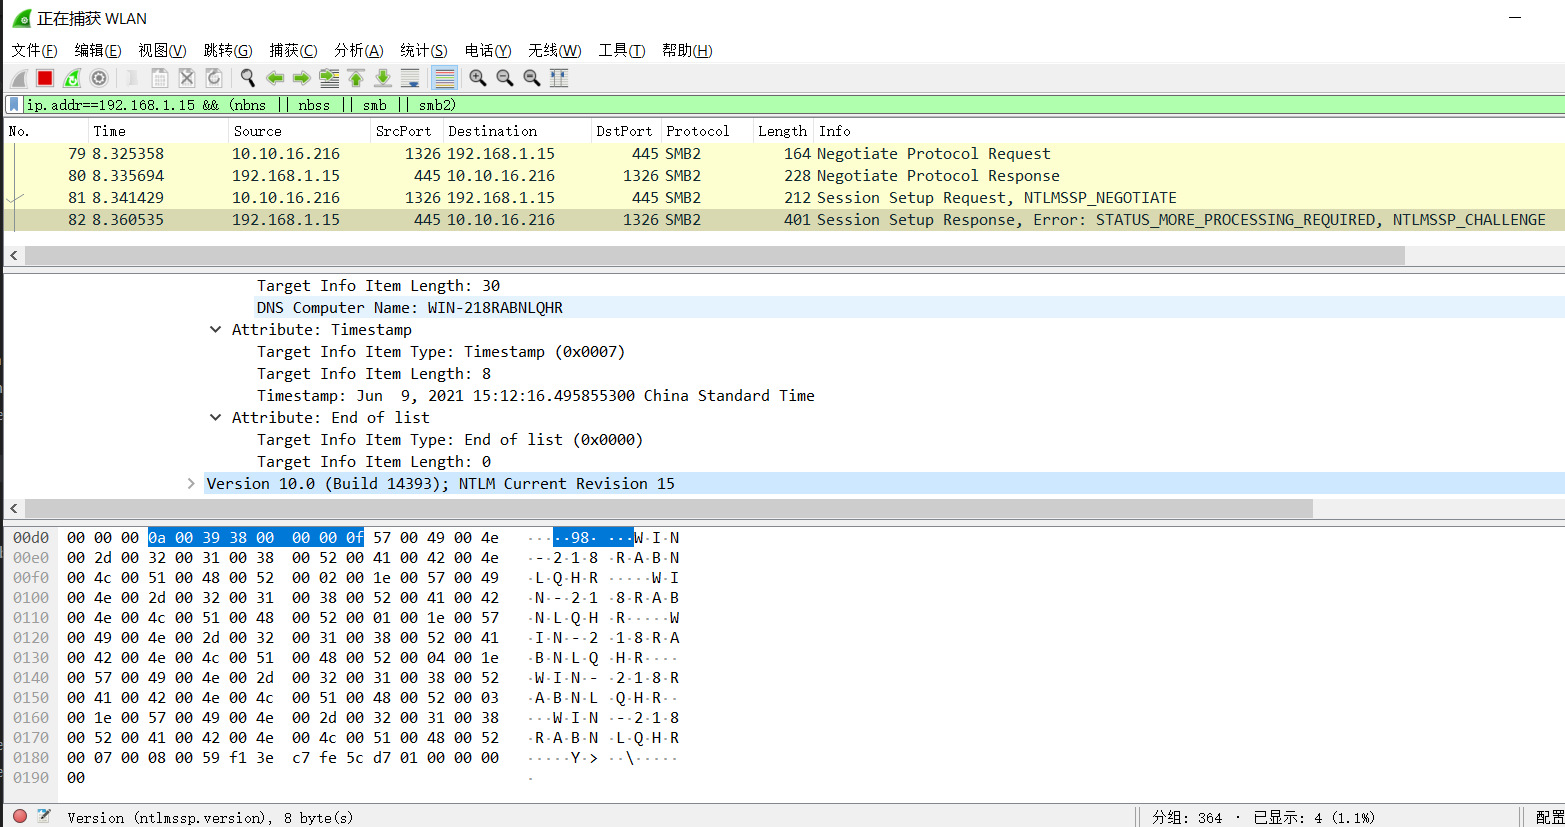 正在捕获 WLAN
文件(F) 编辑(E) 视图(V) 跳转(G) 捕获(C) 分析(A) 统计(S) 电话(Y) 无线(W) 工具(T) 帮助(H)
ip.addr==192.168.1.15 && (nbns || nbss || smb || smb2)
No. Time Source SrcPort Destination DstPort Protocol Length Info
79 8.325358 10.10.16.216 1326 192.168.1.15 445 SMB2 164 Negotiate Protocol Request
80 8.335694 192.168.1.15 445 10.10.16.216 1326 SMB2 228 Negotiate Protocol Response
81 8.341429 10.10.16.216 1326 192.168.1.15 445 SMB2 212 Session Setup Request, NTLMSSP_NEGOTIATE
82 8.360535 192.168.1.15 445 10.10.16.216 1326 SMB2 401 Session Setup Response, Error: STATUS_MORE_PROCESSING_REQUIRED, NTLMSSP_CHALLENGE
Target Info Item Length: 30
DNS Computer Name: WIN-218RABNLQHR
Attribute: Timestamp
Target Info Item Type: Timestamp (0x0007)
Target Info Item Length: 8
Timestamp: Jun  9, 2021 15:12:16.495855300 China Standard Time
Attribute: End of list
Target Info Item Type: End of list (0x0000)
Target Info Item Length: 0
Version 10.0 (Build 14393); NTLM Current Revision 15
00d0 00 00 00 0a 00 39 38 00 00 00 0f 57 00 49 00 4e ·····98· ···W·I·N
00e0 00 2d 00 32 00 31 00 38 00 52 00 41 00 42 00 4e ·-·2·1·8 ·R·A·B·N
00f0 00 4c 00 51 00 48 00 52 00 02 00 1e 00 57 00 49 ·L·Q·H·R ·····W·I
0100 00 4e 00 2d 00 32 00 31 00 38 00 52 00 41 00 42 ·N·-·2·1 ·8·R·A·B
0110 00 4e 00 4c 00 51 00 48 00 52 00 01 00 1e 00 57 ·N·L·Q·H ·R·····W
0120 00 49 00 4e 00 2d 00 32 00 31 00 38 00 52 00 41 ·I·N·-·2 ·1·8·R·A
0130 00 42 00 4e 00 4c 00 51 00 48 00 52 00 04 00 1e ·B·N·L·Q ·H·R····
0140 00 57 00 49 00 4e 00 2d 00 32 00 31 00 38 00 52 ·W·I·N·- ·2·1·8·R
0150 00 41 00 42 00 4e 00 4c 00 51 00 48 00 52 00 03 ·A·B·N·L ·Q·H·R··
0160 00 1e 00 57 00 49 00 4e 00 2d 00 32 00 31 00 38 ···W·I·N ·-·2·1·8
0170 00 52 00 41 00 42 00 4e 00 4c 00 51 00 48 00 52 ·R·A·B·N ·L·Q·H·R
0180 00 07 00 08 00 59 f1 3e c7 fe 5c d7 01 00 00 00 ·····Y·> ··\·····
0190 00 ·
Version (ntlmssp.version), 8 byte(s) 分组: 364 · 已显示: 4 (1.1%) 配置